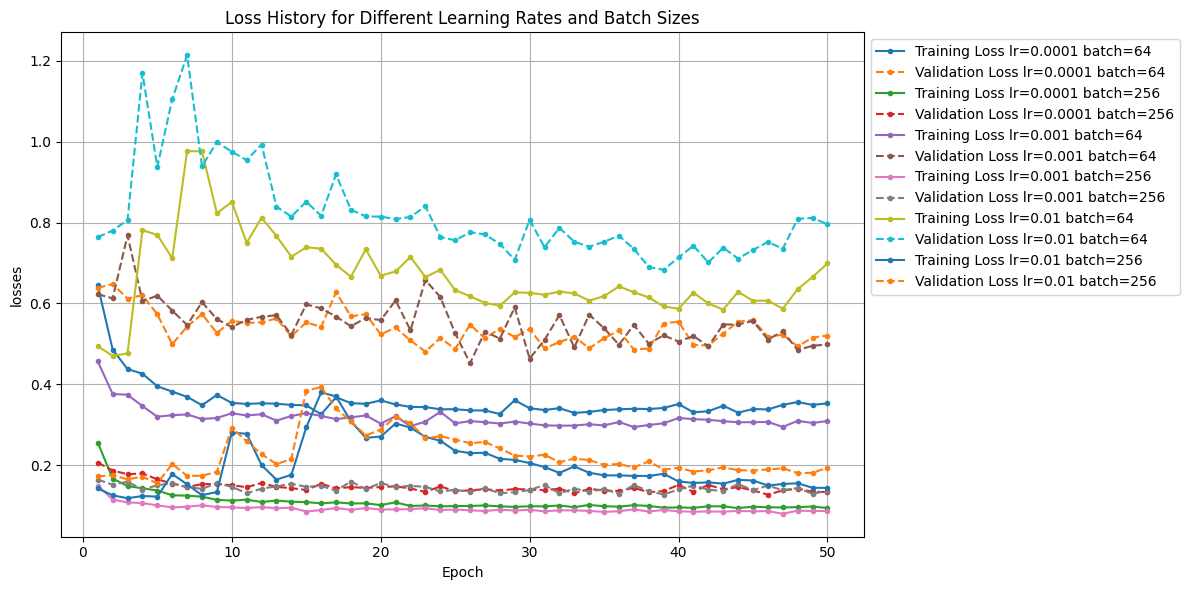 Loss History for Different Learning Rates and Batch Sizes
1.2
1.0
0.8
0.6
0.4
0.2
losses
0 10 20 30 40 50
Epoch
Training Loss lr=0.0001 batch=64
Validation Loss lr=0.0001 batch=64
Training Loss lr=0.0001 batch=256
Validation Loss lr=0.0001 batch=256
Training Loss lr=0.001 batch=64
Validation Loss lr=0.001 batch=64
Training Loss lr=0.001 batch=256
Validation Loss lr=0.001 batch=256
Training Loss lr=0.01 batch=64
Validation Loss lr=0.01 batch=64
Training Loss lr=0.01 batch=256
Validation Loss lr=0.01 batch=256